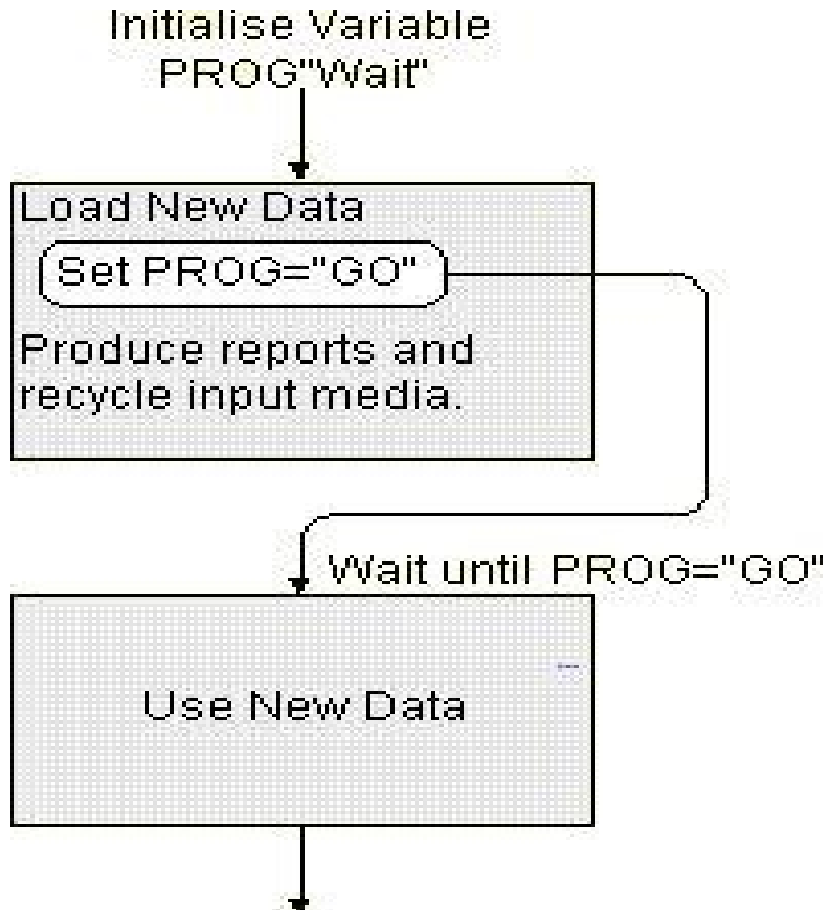 Initialise Variable
PROG"Wait"
Load New Data
Set PROG="GO"
Produce reports and
recycle input media.
Wait until PROG="GO"
Use New Data